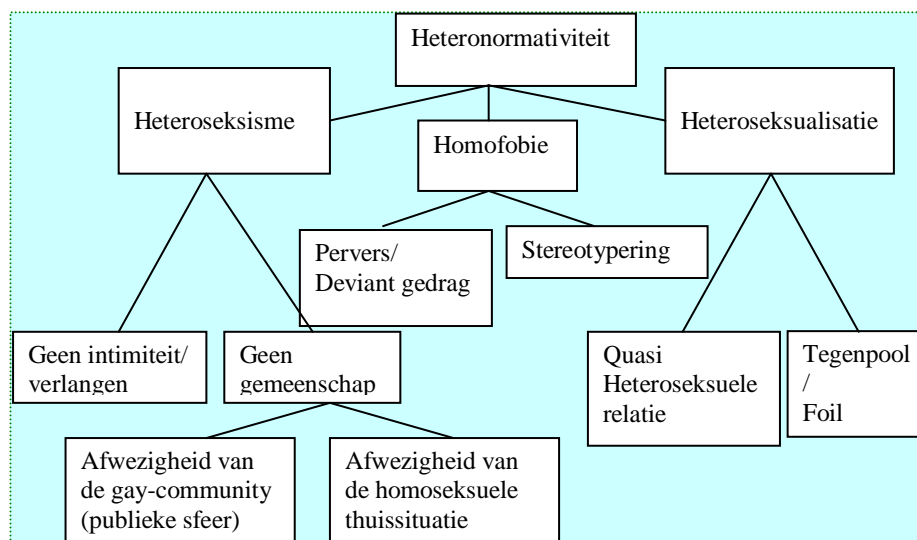 Heteronormativiteit
Heteroseksisme
Homofobie
Heteroseksualisatie
Pervers/
Deviant gedrag
Stereotypering
Geen intimiteit/
verlangen
Geen
gemeenschap
Quasi
Heteroseksuele
relatie
Tegenpool
/
Foil
Afwezigheid van
de gay-community
(publieke sfeer)
Afwezigheid van
de homoseksuele
thuissituatie